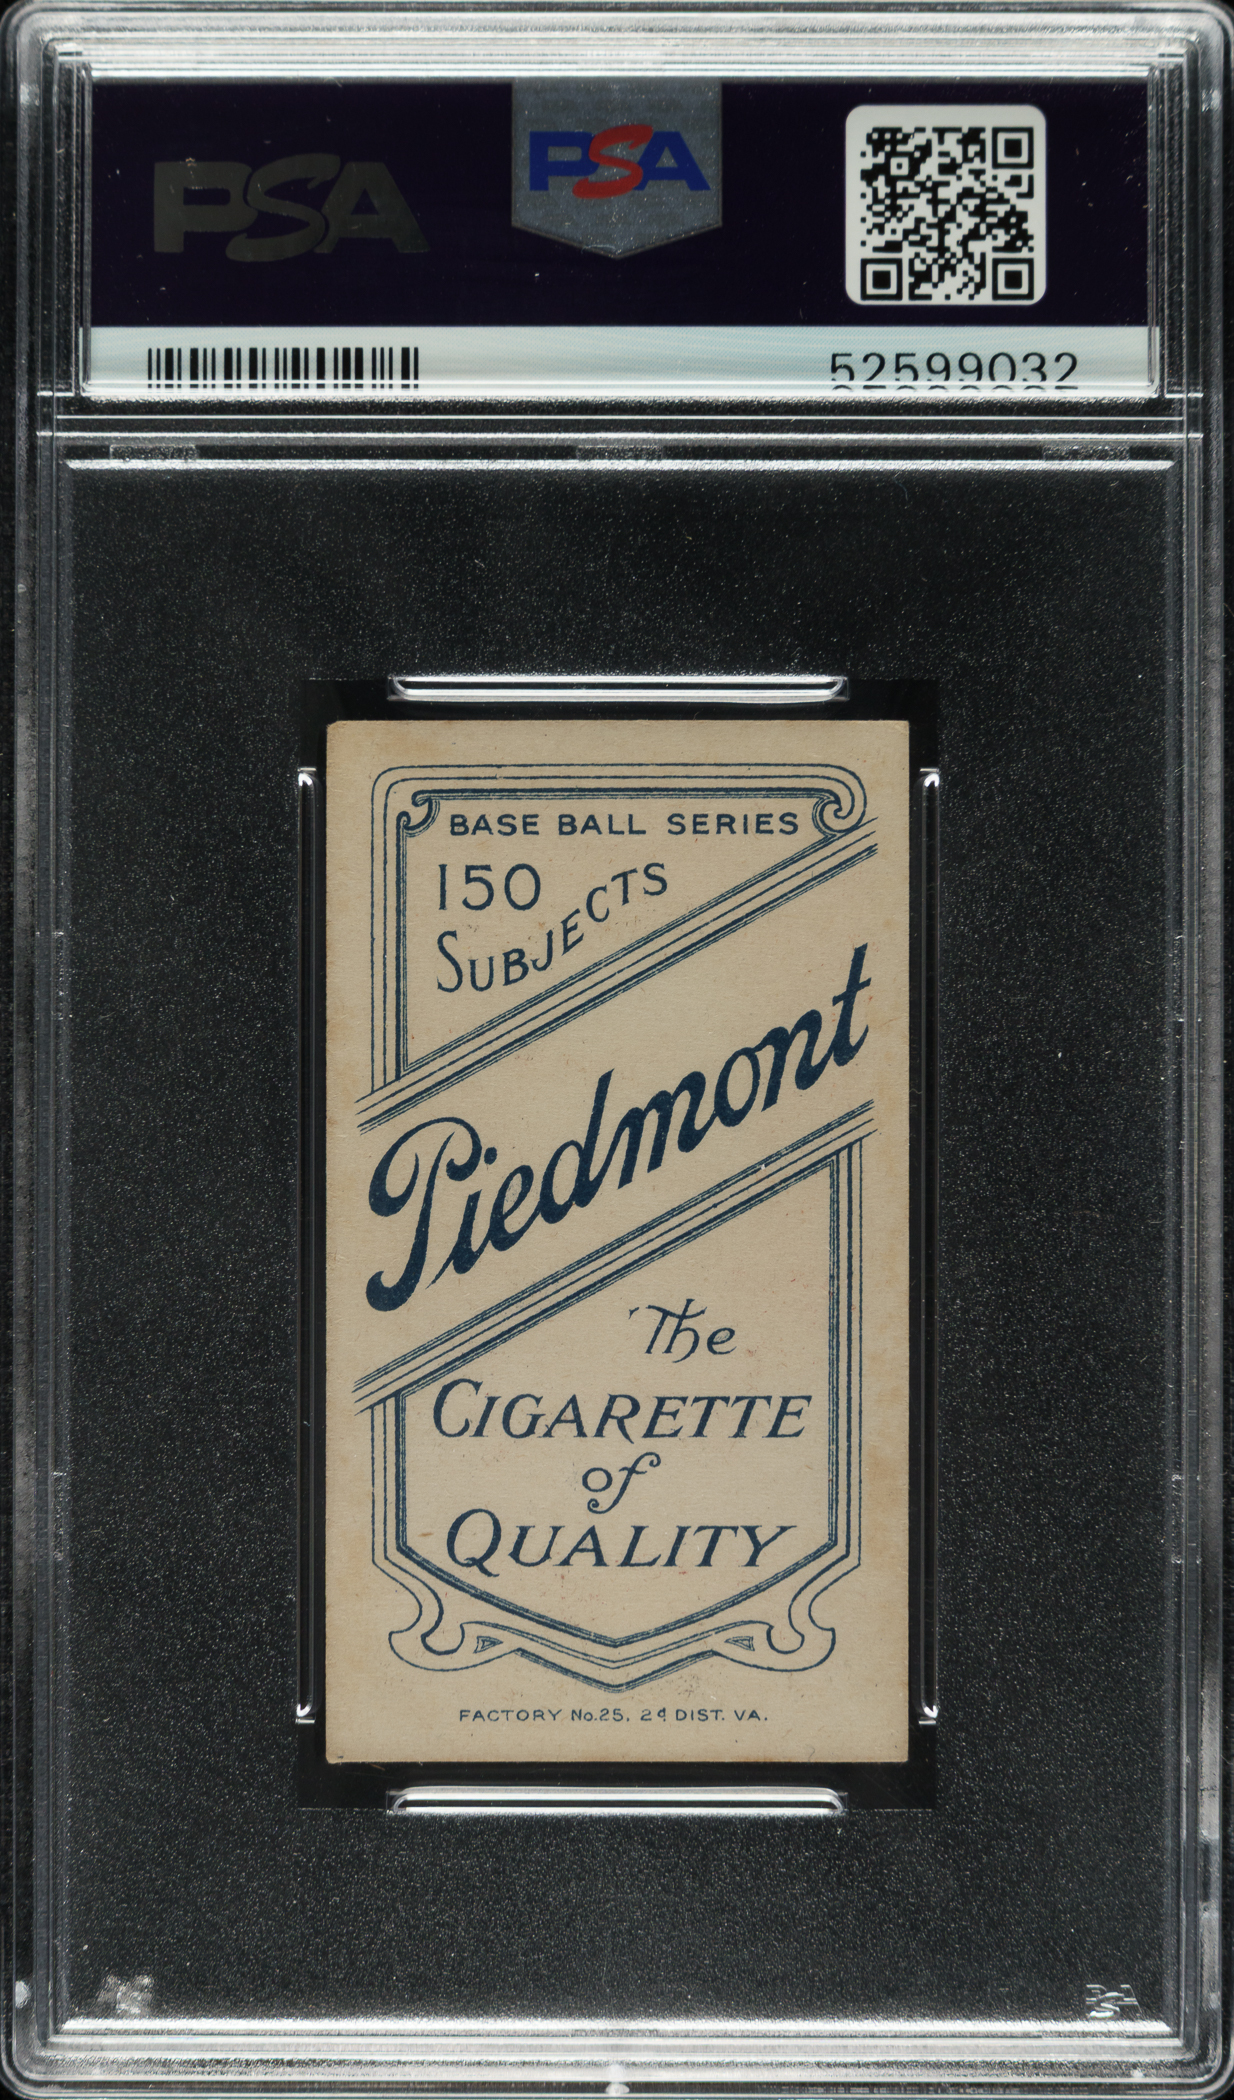 PSA
PSA
52599032
BASE BALL SERIES
150
SUBJECTS
Piedmont
The
CIGARETTE
of
QUALITY
FACTORY No.25. 2d DIST. VA.
PSA